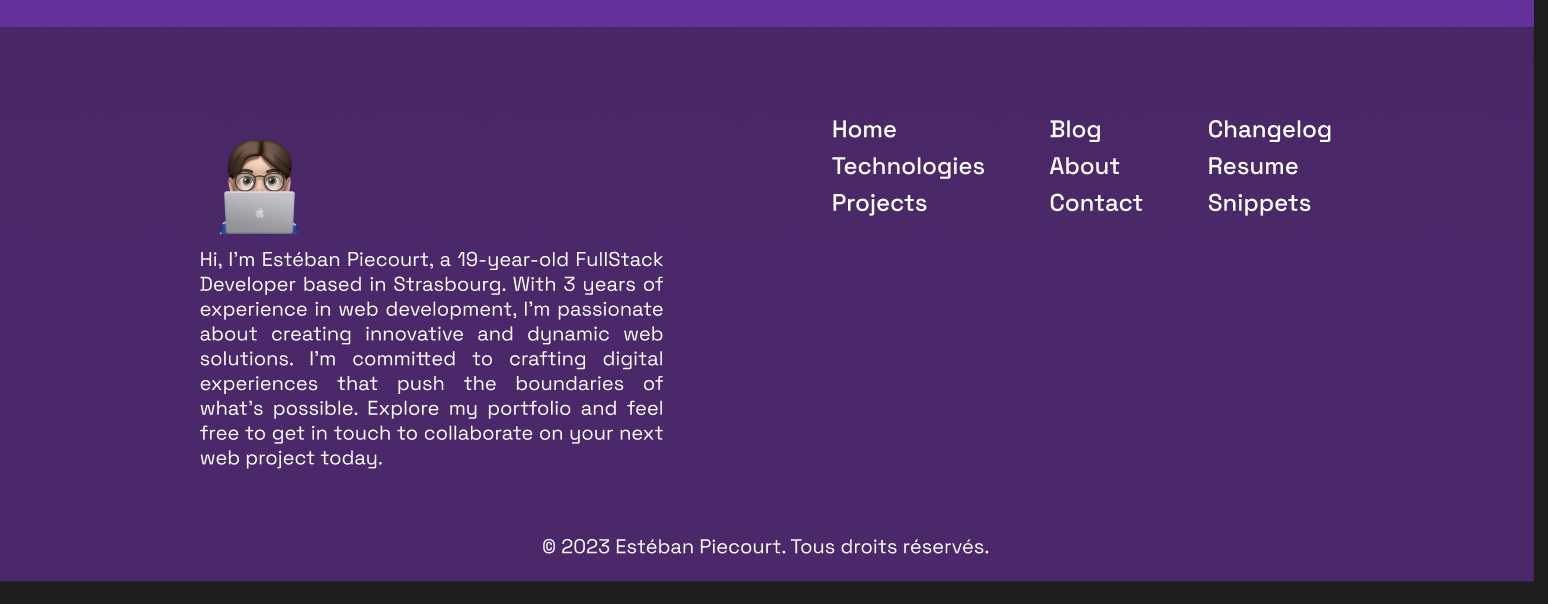 Hi, I'm Estéban Piecourt, a 19-year-old FullStack
Developer based in Strasbourg. With 3 years of
experience in web development, I'm passionate
about creating innovative and dynamic web
solutions. I'm committed to crafting digital
experiences that push the boundaries of
what's possible. Explore my portfolio and feel
free to get in touch to collaborate on your next
web project today.
Home
Technologies
Projects
Blog
About
Contact
Changelog
Resume
Snippets
© 2023 Estéban Piecourt. Tous droits réservés.